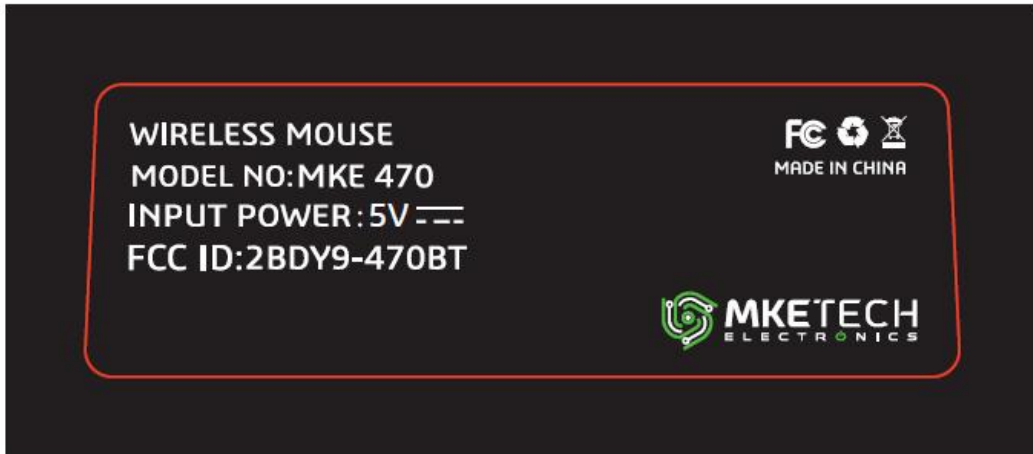 WIRELESS MOUSE
MODEL NO:MKE 470
INPUT POWER:5V
FCC ID:2BDY9-470BT
FC
MADE IN CHINA
MKETECH
ELECTRONICS